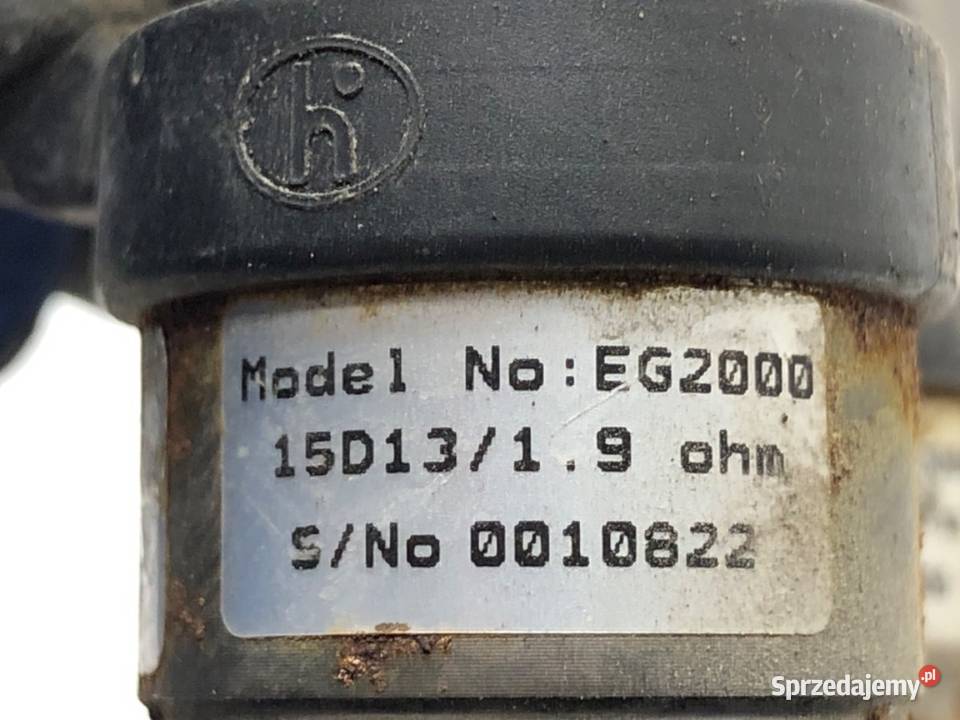 h
Model No:EG2000
15D13/1.9 ohm
S/No 0010822
Sprzedajemy.pl